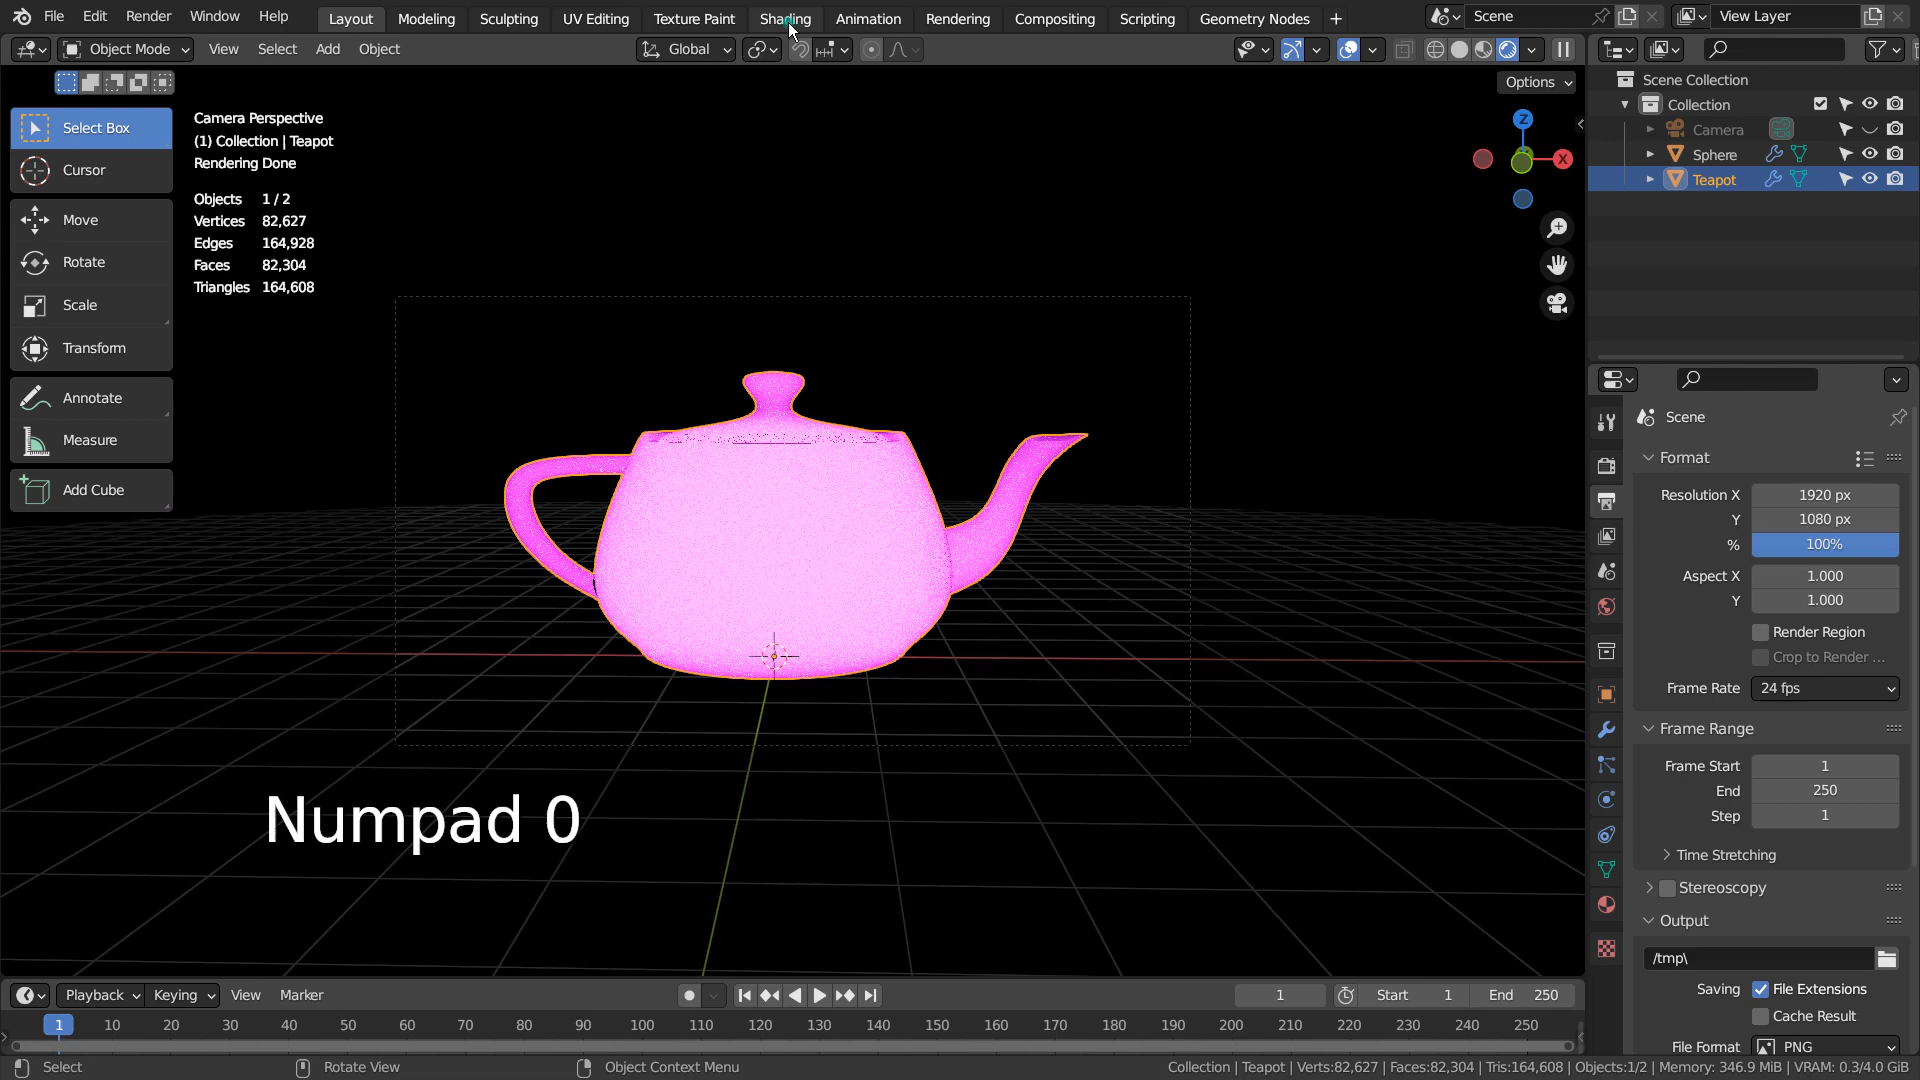 File Edit Render Window Help Layout Modeling Sculpting UV Editing Texture Paint Shading Animation Rendering Compositing Scripting Geometry Nodes + Scene View Layer
Object Mode View Select Add Object Global
Options
Select Box
Cursor
Move
Rotate
Scale
Transform
Annotate
Measure
Add Cube
Camera Perspective
(1) Collection | Teapot
Rendering Done
Objects 1 / 2
Vertices 82,627
Edges 164,928
Faces 82,304
Triangles 164,608
Z
X
Numpad 0
Scene Collection
Collection
Camera
Sphere
Teapot
Scene
Format
Resolution X 1920 px
Y 1080 px
% 100%
Aspect X 1.000
Y 1.000
Render Region
Crop to Render ...
Frame Rate 24 fps
Frame Range
Frame Start 1
End 250
Step 1
Time Stretching
Stereoscopy
Output
/tmp\
Saving File Extensions
Cache Result
File Format PNG
Playback Keying View Marker 1 Start 1 End 250
1 10 20 30 40 50 60 70 80 90 100 110 120 130 140 150 160 170 180 190 200 210 220 230 240 250
Select Rotate View Object Context Menu Collection | Teapot | Verts:82,627 | Faces:82,304 | Tris:164,608 | Objects:1/2 | Memory: 346.9 MiB | VRAM: 0.3/4.0 GiB